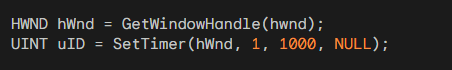 HWND hWnd = GetWindowHandle(hwnd);
UINT uID = SetTimer(hWnd, 1, 1000, NULL);